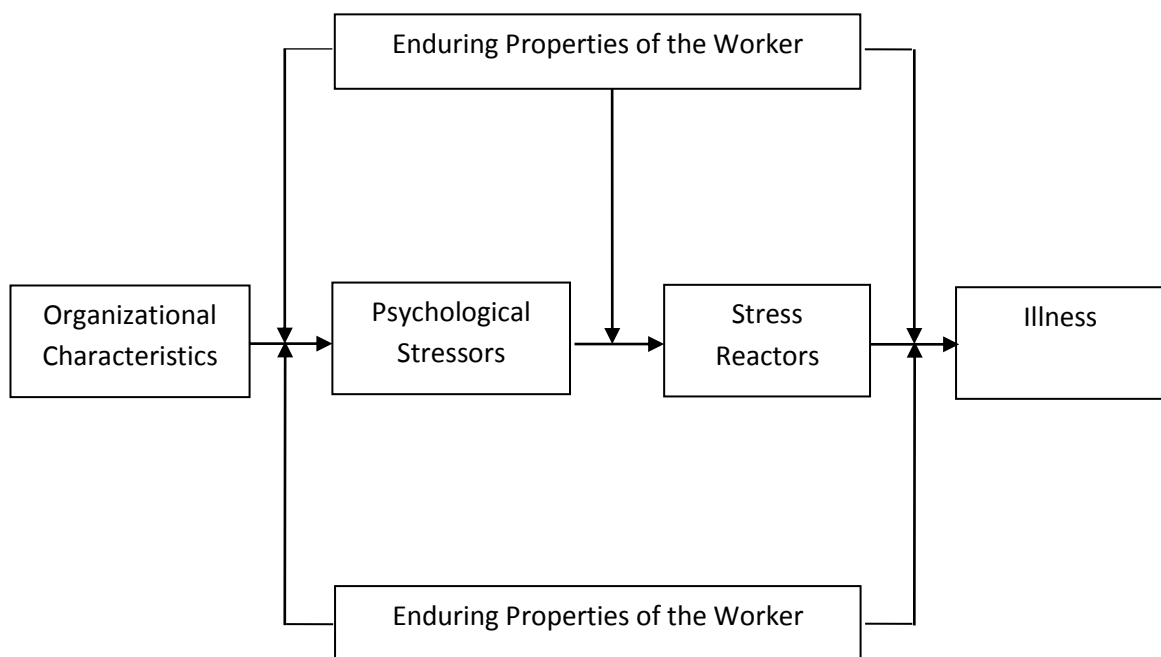 Enduring Properties of the Worker
Organizational
Characteristics
Psychological
Stressors
Stress
Reactors
Illness
Enduring Properties of the Worker